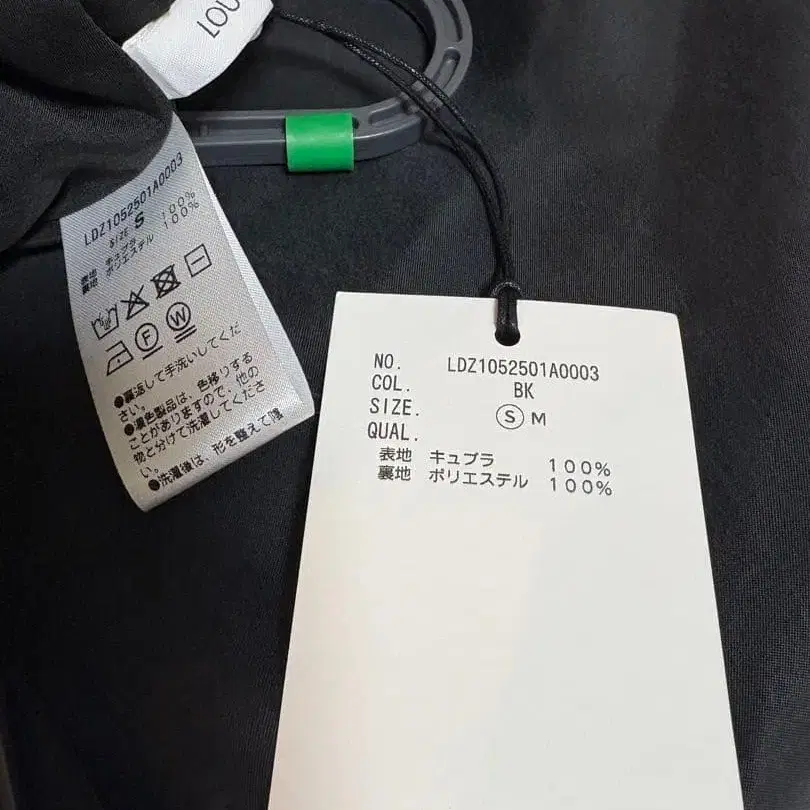 LOU
LDZ1052501A0003
SIZE S
表地 キュプラ 100%
裏地 ポリエステル 100%
F W
●裏返して手洗いしてくだ
さい。
●濃色製品は、色移りする
ことがありますので、他の
物と分けて洗濯してくださ
い。
●洗濯後は、形を整えて陰
NO. LDZ1052501A0003
COL. BK
SIZE. S M
QUAL.
表地 キュプラ 100%
裏地 ポリエステル 100%